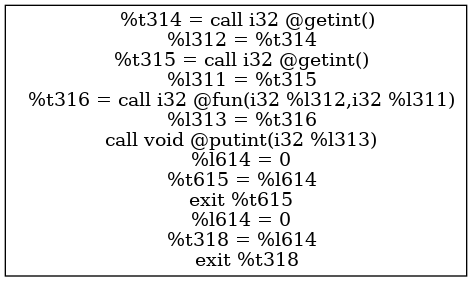 %t314 = call i32 @getint()
%l312 = %t314
%t315 = call i32 @getint()
%l311 = %t315
%t316 = call i32 @fun(i32 %l312,i32 %l311)
%l313 = %t316
call void @putint(i32 %l313)
%l614 = 0
%t615 = %l614
exit %t615
%l614 = 0
%t318 = %l614
exit %t318